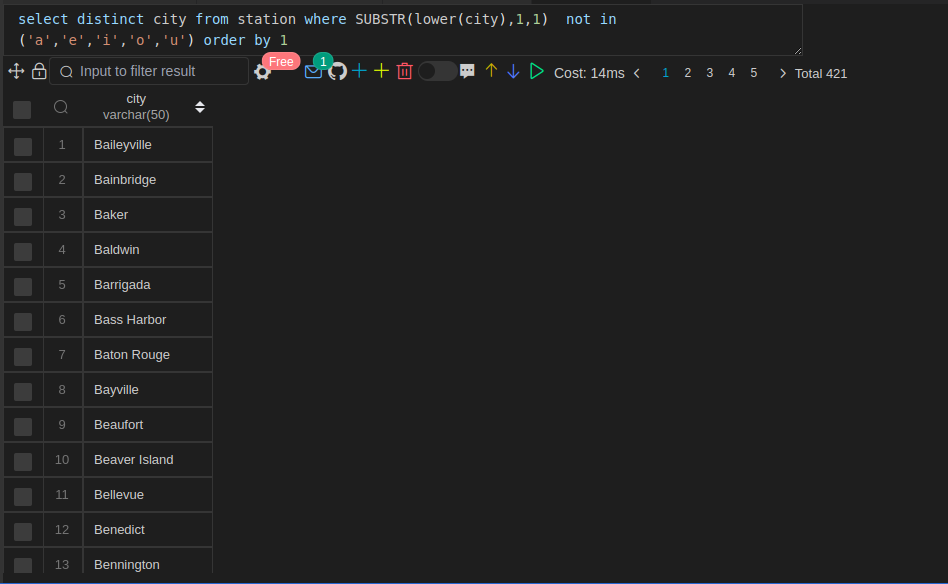 select distinct city from station where SUBSTR(lower(city),1,1)  not in
('a','e','i','o','u') order by 1
Input to filter result Free 1 Cost: 14ms 1 2 3 4 5 Total 421
city
varchar(50)
1 Baileyville
2 Bainbridge
3 Baker
4 Baldwin
5 Barrigada
6 Bass Harbor
7 Baton Rouge
8 Bayville
9 Beaufort
10 Beaver Island
11 Bellevue
12 Benedict
13 Bennington